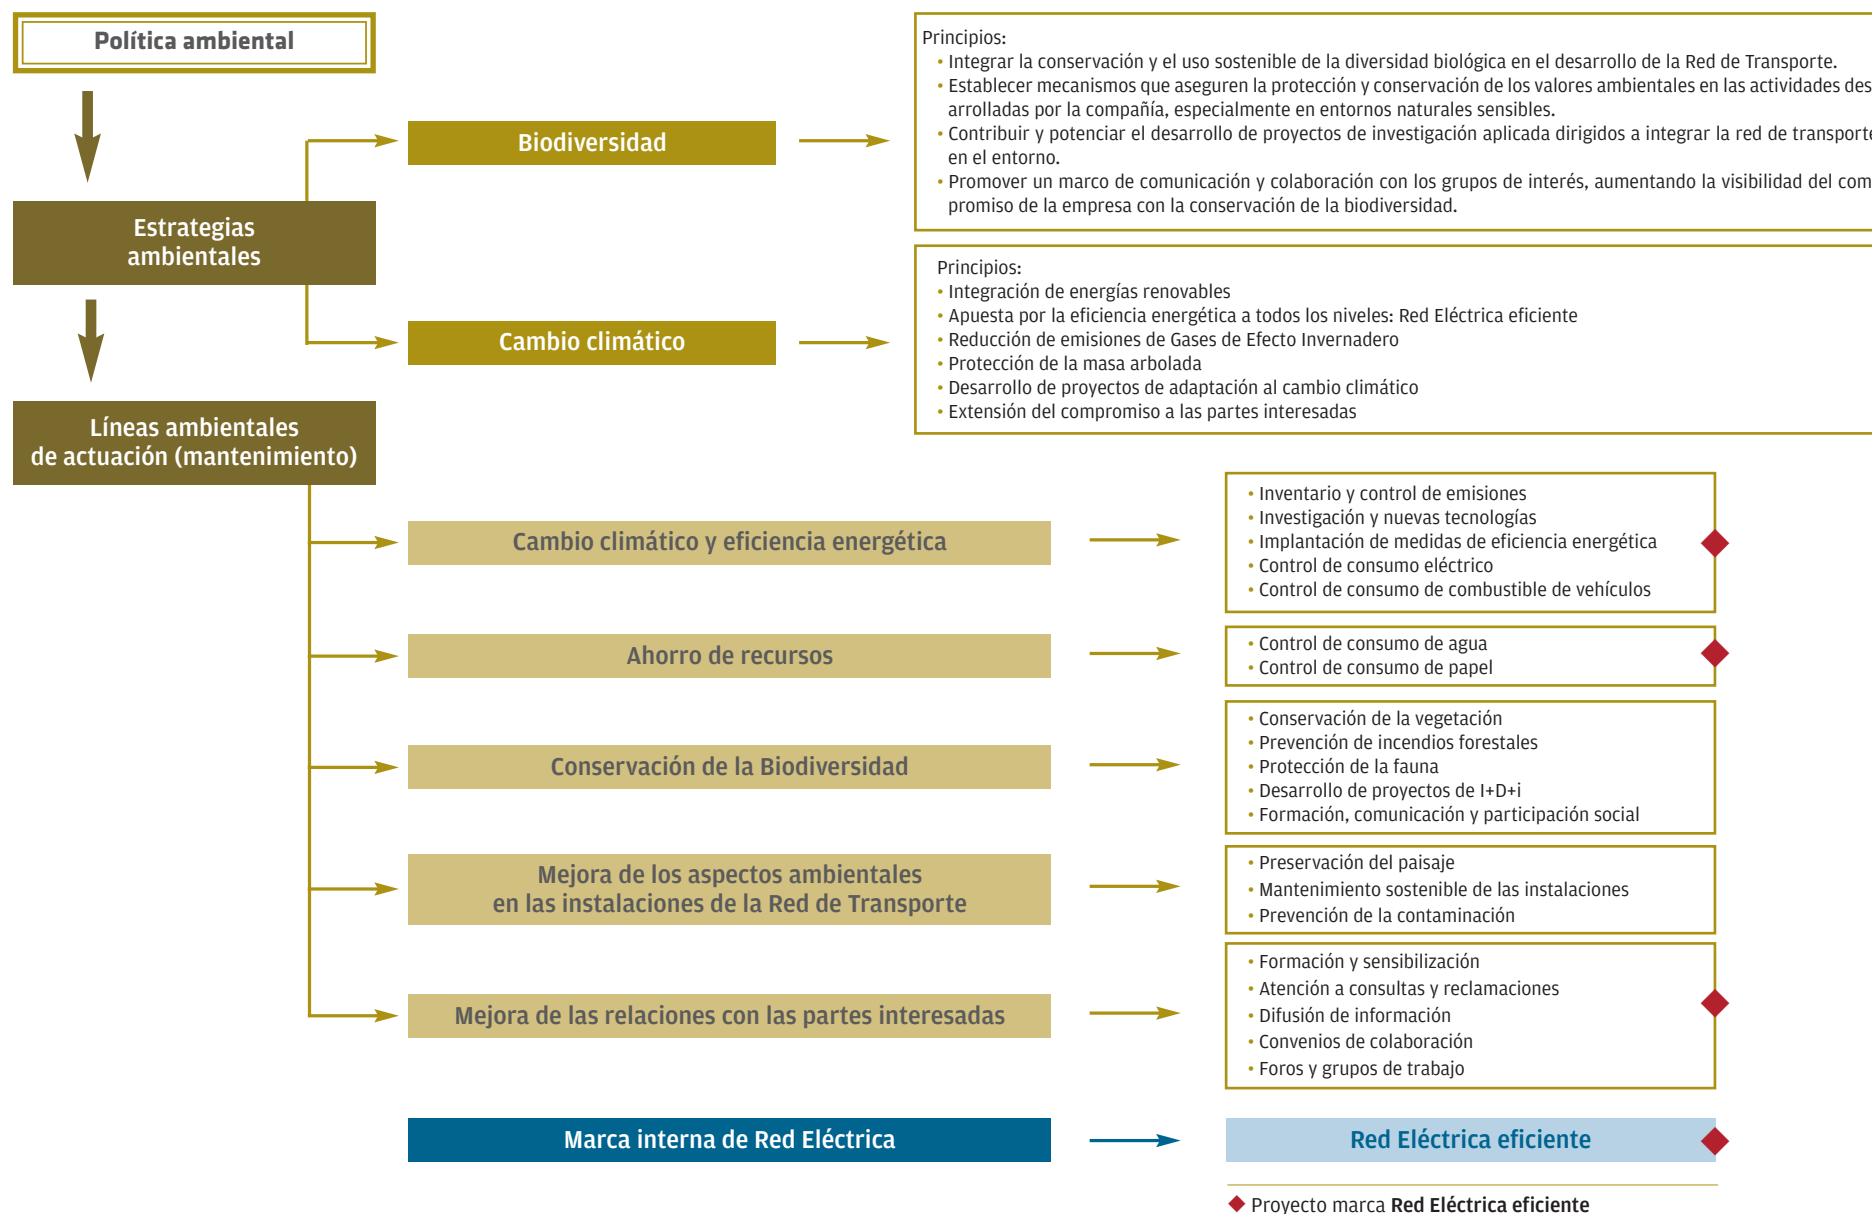 Política ambiental
Principios:
• Integrar la conservación y el uso sostenible de la diversidad biológica en el desarrollo de la Red de Transporte.
• Establecer mecanismos que aseguren la protección y conservación de los valores ambientales en las actividades des
arrolladas por la compañía, especialmente en entornos naturales sensibles.
• Contribuir y potenciar el desarrollo de proyectos de investigación aplicada dirigidos a integrar la red de transporte
en el entorno.
• Promover un marco de comunicación y colaboración con los grupos de interés, aumentando la visibilidad del com
promiso de la empresa con la conservación de la biodiversidad.
Biodiversidad
Estrategias
ambientales
Principios:
• Integración de energías renovables
• Apuesta por la eficiencia energética a todos los niveles: Red Eléctrica eficiente
• Reducción de emisiones de Gases de Efecto Invernadero
• Protección de la masa arbolada
• Desarrollo de proyectos de adaptación al cambio climático
• Extensión del compromiso a las partes interesadas
Cambio climático
Líneas ambientales
de actuación (mantenimiento)
Cambio climático y eficiencia energética
• Inventario y control de emisiones
• Investigación y nuevas tecnologías
• Implantación de medidas de eficiencia energética
• Control de consumo eléctrico
• Control de consumo de combustible de vehículos
Ahorro de recursos
• Control de consumo de agua
• Control de consumo de papel
Conservación de la Biodiversidad
• Conservación de la vegetación
• Prevención de incendios forestales
• Protección de la fauna
• Desarrollo de proyectos de I+D+i
• Formación, comunicación y participación social
Mejora de los aspectos ambientales
en las instalaciones de la Red de Transporte
• Preservación del paisaje
• Mantenimiento sostenible de las instalaciones
• Prevención de la contaminación
Mejora de las relaciones con las partes interesadas
• Formación y sensibilización
• Atención a consultas y reclamaciones
• Difusión de información
• Convenios de colaboración
• Foros y grupos de trabajo
Marca interna de Red Eléctrica
Red Eléctrica eficiente
Proyecto marca Red Eléctrica eficiente